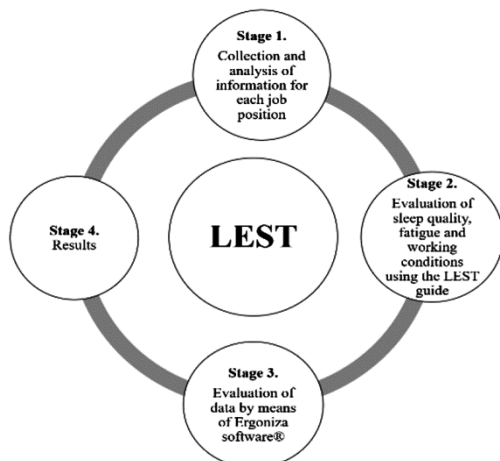 Stage 1.
Collection and
analysis of
information for
each job
position
Stage 2.
Evaluation of
sleep quality,
fatigue and
working
conditions
using the LEST
guide
LEST
Stage 4.
Results
Stage 3.
Evaluation of
data by means
of Ergoniza
software®